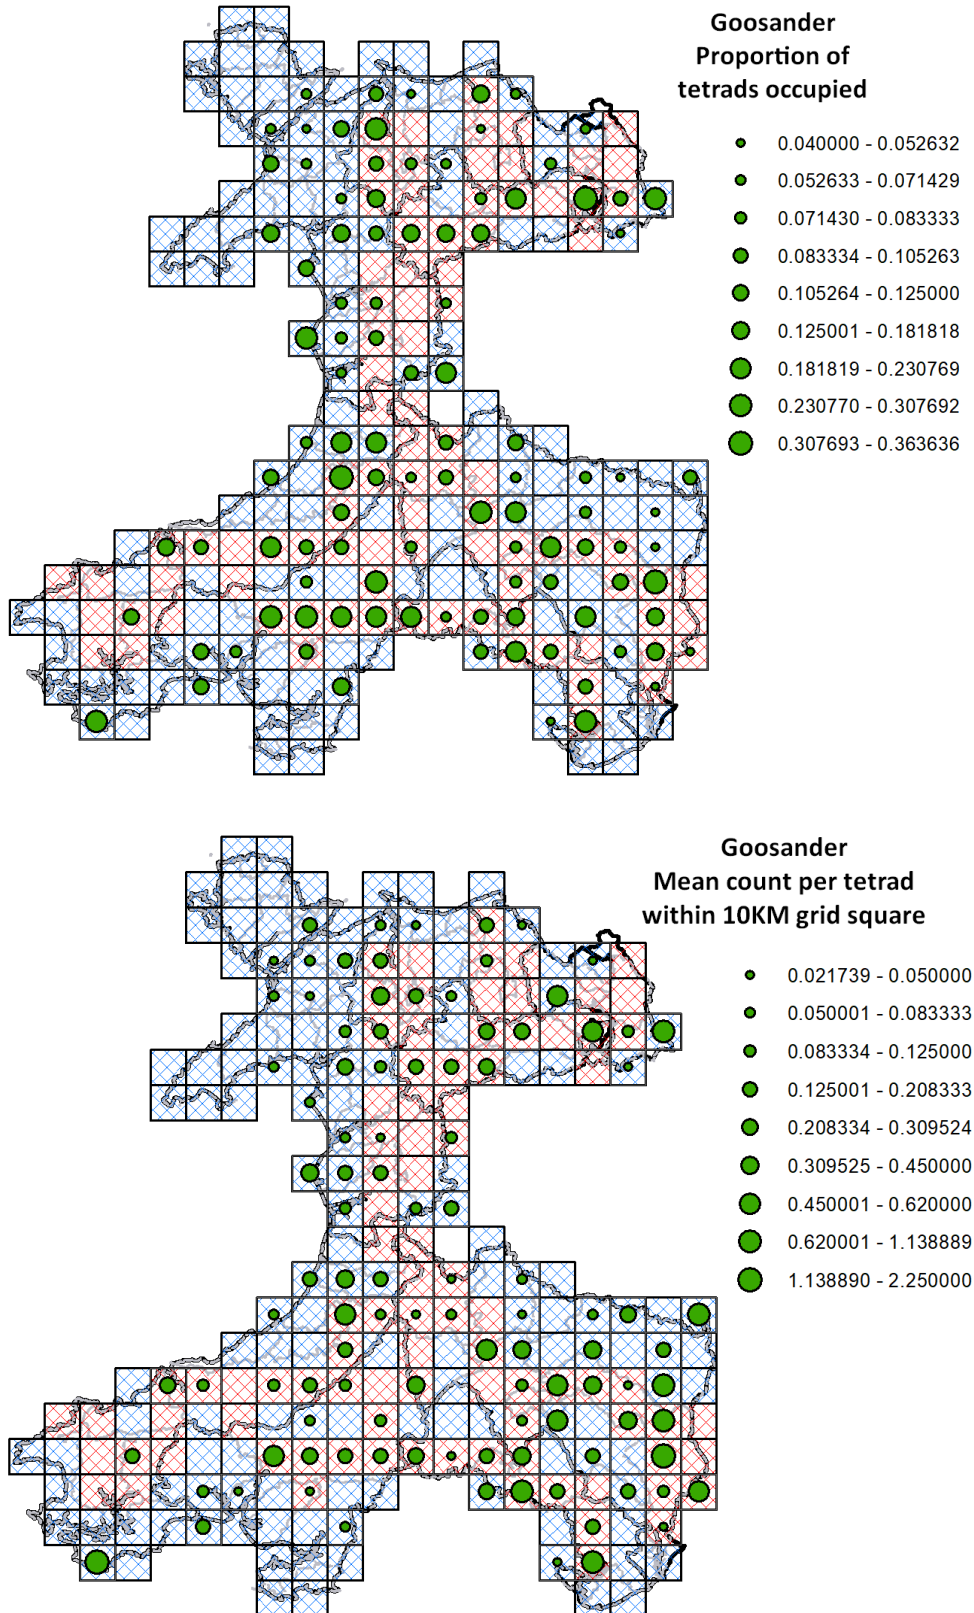 Goosander
Proportion of
tetrads occupied
0.040000 - 0.052632
0.052633 - 0.071429
0.071430 - 0.083333
0.083334 - 0.105263
0.105264 - 0.125000
0.125001 - 0.181818
0.181819 - 0.230769
0.230770 - 0.307692
0.307693 - 0.363636
Goosander
Mean count per tetrad
within 10KM grid square
0.021739 - 0.050000
0.050001 - 0.083333
0.083334 - 0.125000
0.125001 - 0.208333
0.208334 - 0.309524
0.309525 - 0.450000
0.450001 - 0.620000
0.620001 - 1.138889
1.138890 - 2.250000